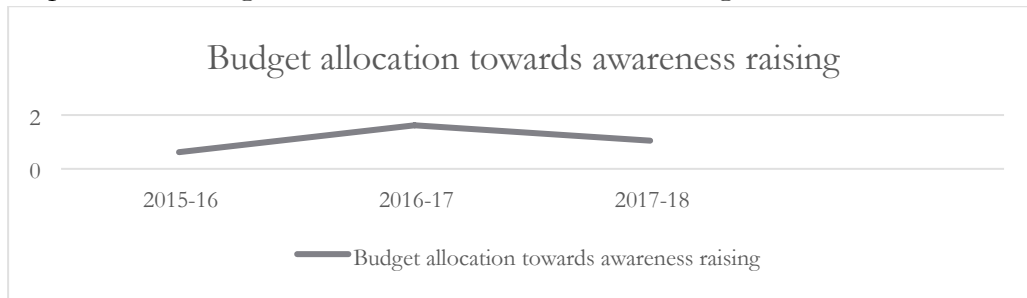 Budget allocation towards awareness raising
2
0
2015-16 2016-17 2017-18
Budget allocation towards awareness raising